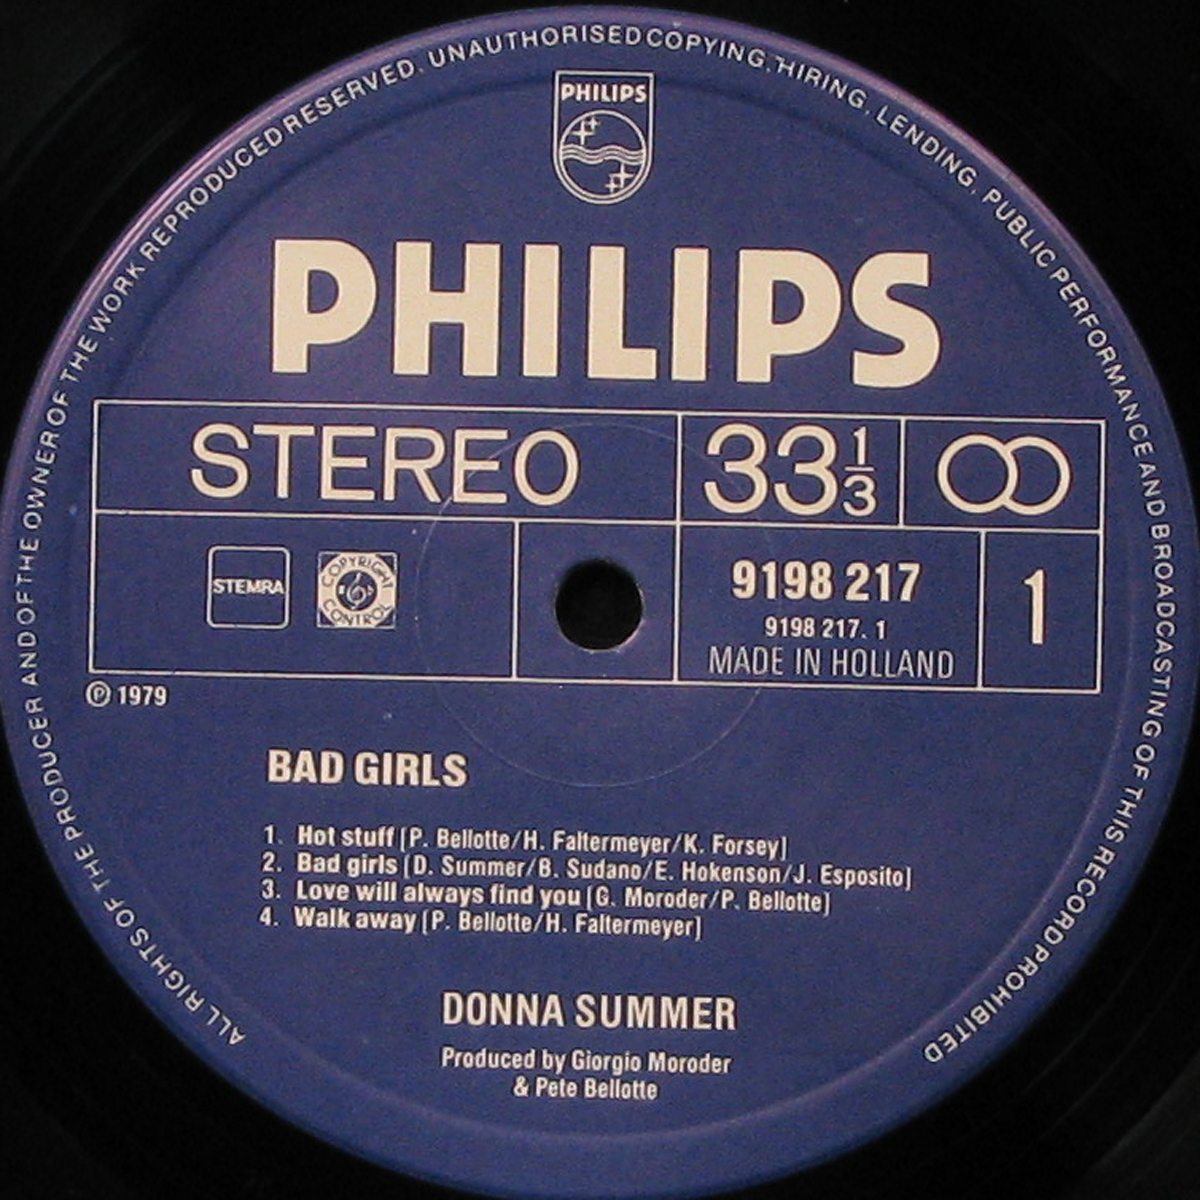 ALL RIGHTS OF THE PRODUCER AND OF THE OWNER OF THE WORK REPRODUCED RESERVED. UNAUTHORISED COPYING, HIRING, LENDING, PUBLIC PERFORMANCE AND BROADCASTING OF THIS RECORD PROHIBITED
PHILIPS
PHILIPS
STEREO
33 1/3
STEMRA
COPYRIGHT CONTROL
9198 217
9198 217. 1
MADE IN HOLLAND
1
Ⓟ 1979
BAD GIRLS
1. Hot stuff [P. Bellotte/H. Faltermeyer/K. Forsey]
2. Bad girls [D. Summer/B. Sudano/E. Hokenson/J. Esposito]
3. Love will always find you [G. Moroder/P. Bellotte]
4. Walk away [P. Bellotte/H. Faltermeyer]
DONNA SUMMER
Produced by Giorgio Moroder
& Pete Bellotte